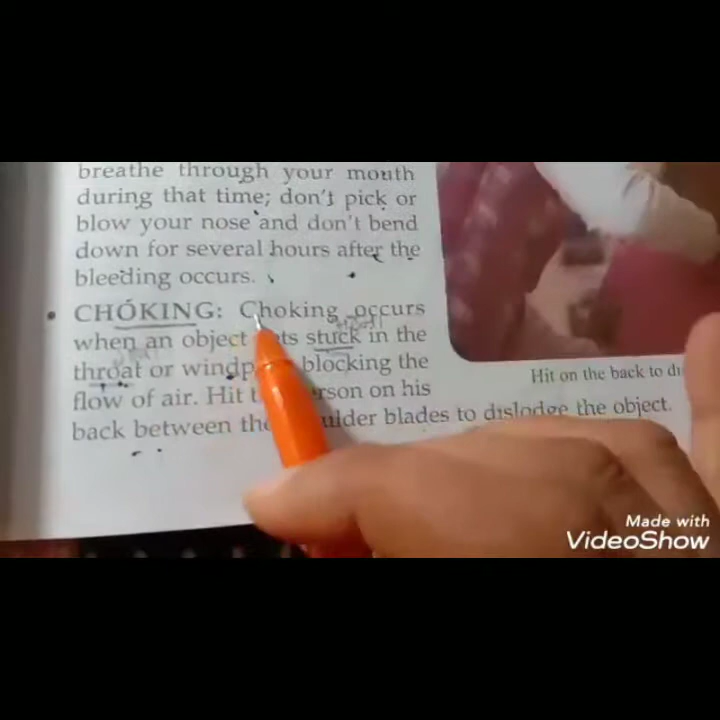 breathe through your mouth
during that time; don't pick or
blow your nose and don't bend
down for several hours after the
bleeding occurs.
• CHOKING: Choking occurs
when an object stuck in the
throat or blocking the
flow of air. Hit on his
back between blades to dislodge the object.
Hit on the back to
Made with
VideoShow